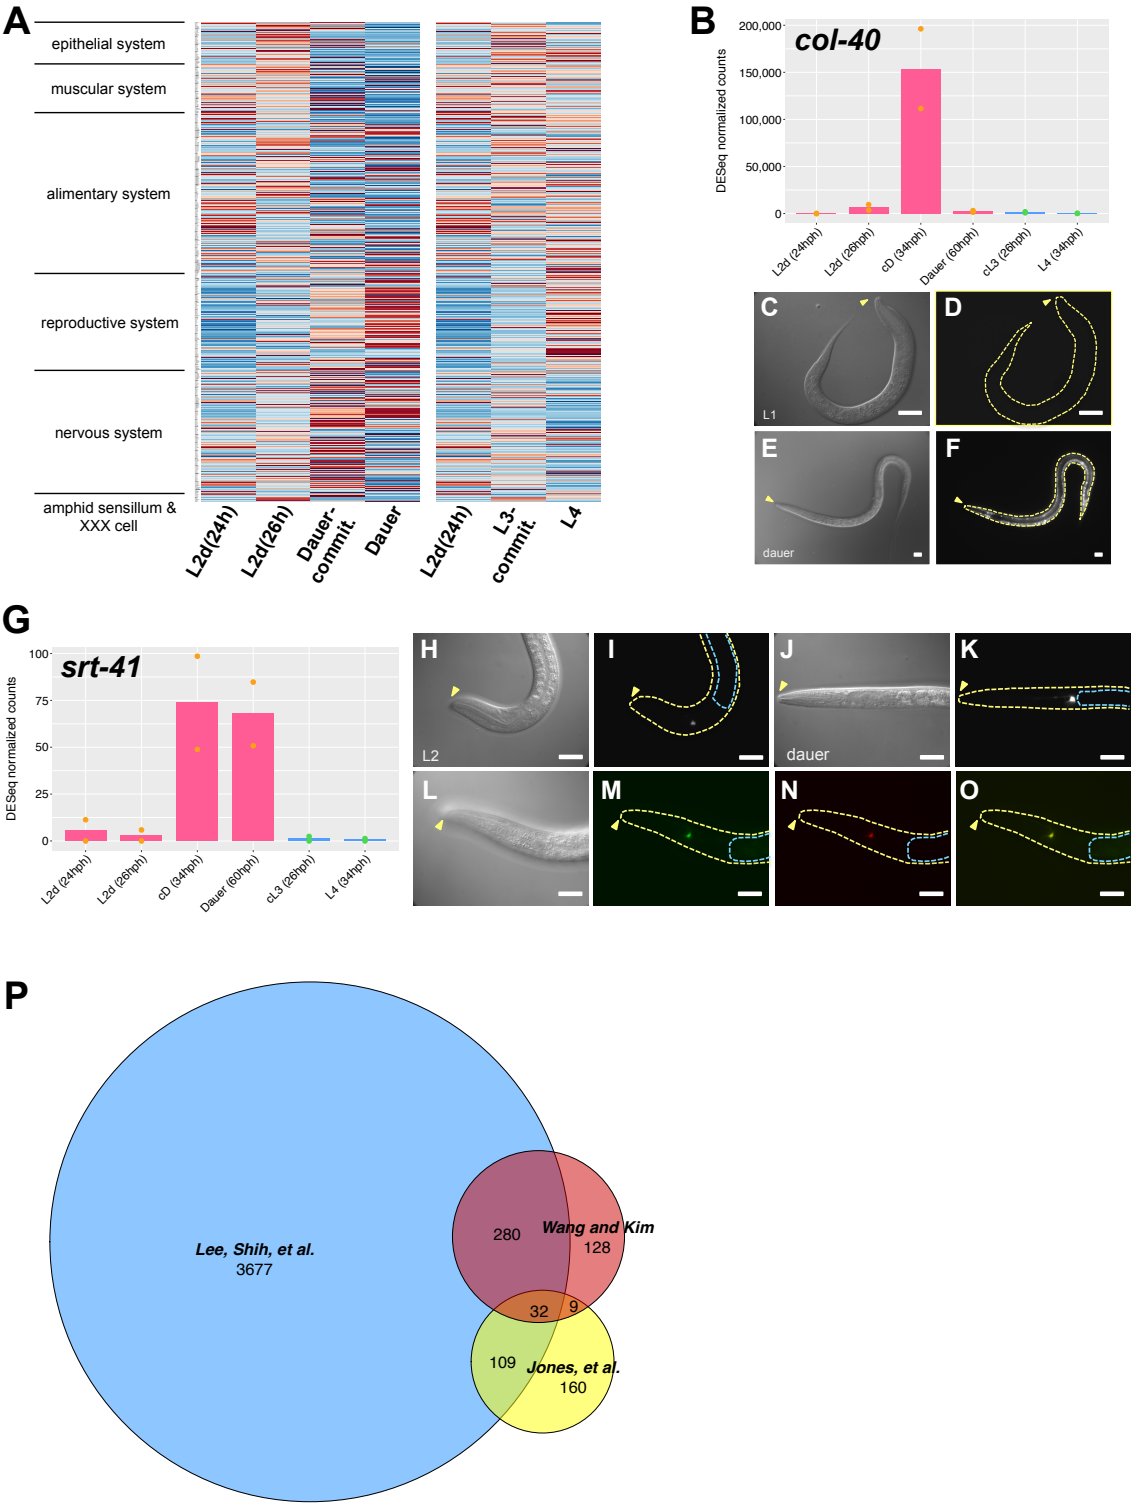 A
epithelial system
muscular system
alimentary system
reproductive system
nervous system
amphid sensillum &
XXX cell
L2d(24h)
L2d(26h)
Dauer-
commit.
Dauer
L2d(24h)
L3-
commit.
L4
B
col-40
DESeq normalized counts
200,000
150,000
100,000
50,000
0
L2d (24hph)
L2d (26hph)
cD (34hph)
Dauer (60hph)
cL3 (26hph)
L4 (34hph)
C
L1
D
E
dauer
F
G
srt-41
DESeq normalized counts
100
75
50
25
0
L2d (24hph)
L2d (26hph)
cD (34hph)
Dauer (60hph)
cL3 (26hph)
L4 (34hph)
H
L2
I
J
dauer
K
L
M
N
O
P
Lee, Shih, et al.
3677
280
Wang and Kim
128
32
9
109
Jones, et al.
160